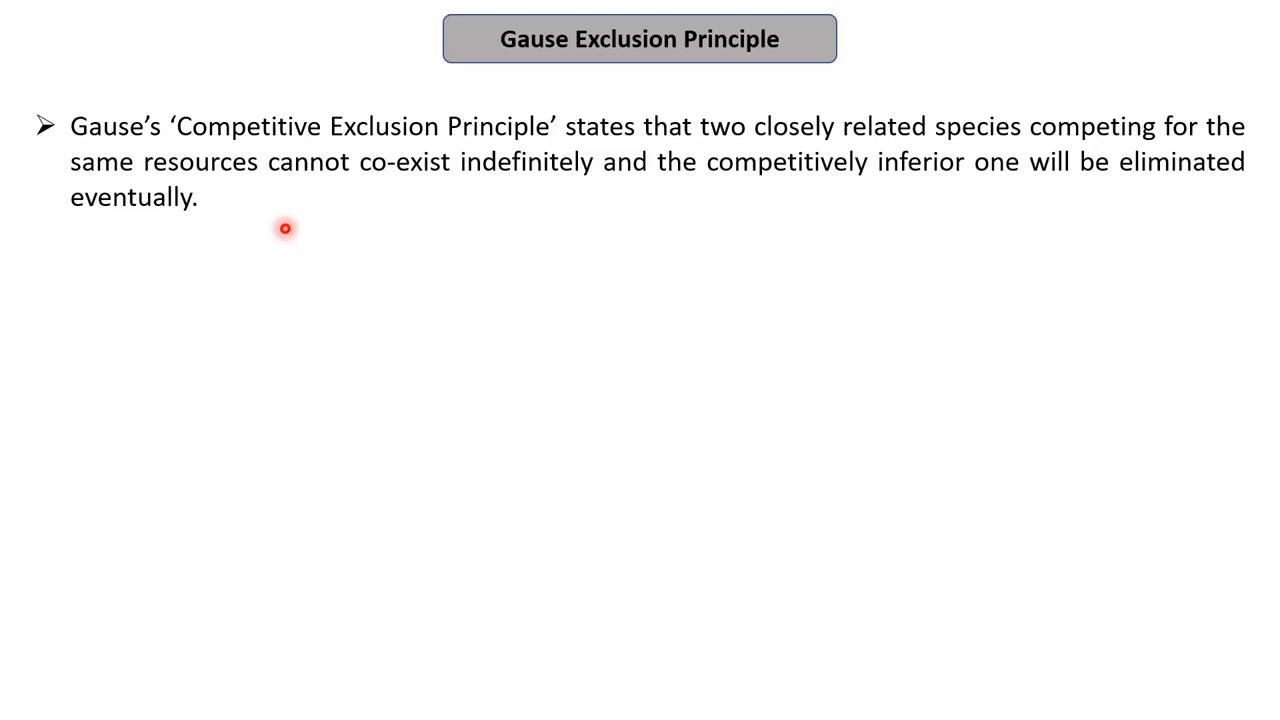 Gause Exclusion Principle
➢ Gause’s ‘Competitive Exclusion Principle’ states that two closely related species competing for the
same resources cannot co-exist indefinitely and the competitively inferior one will be eliminated
eventually.